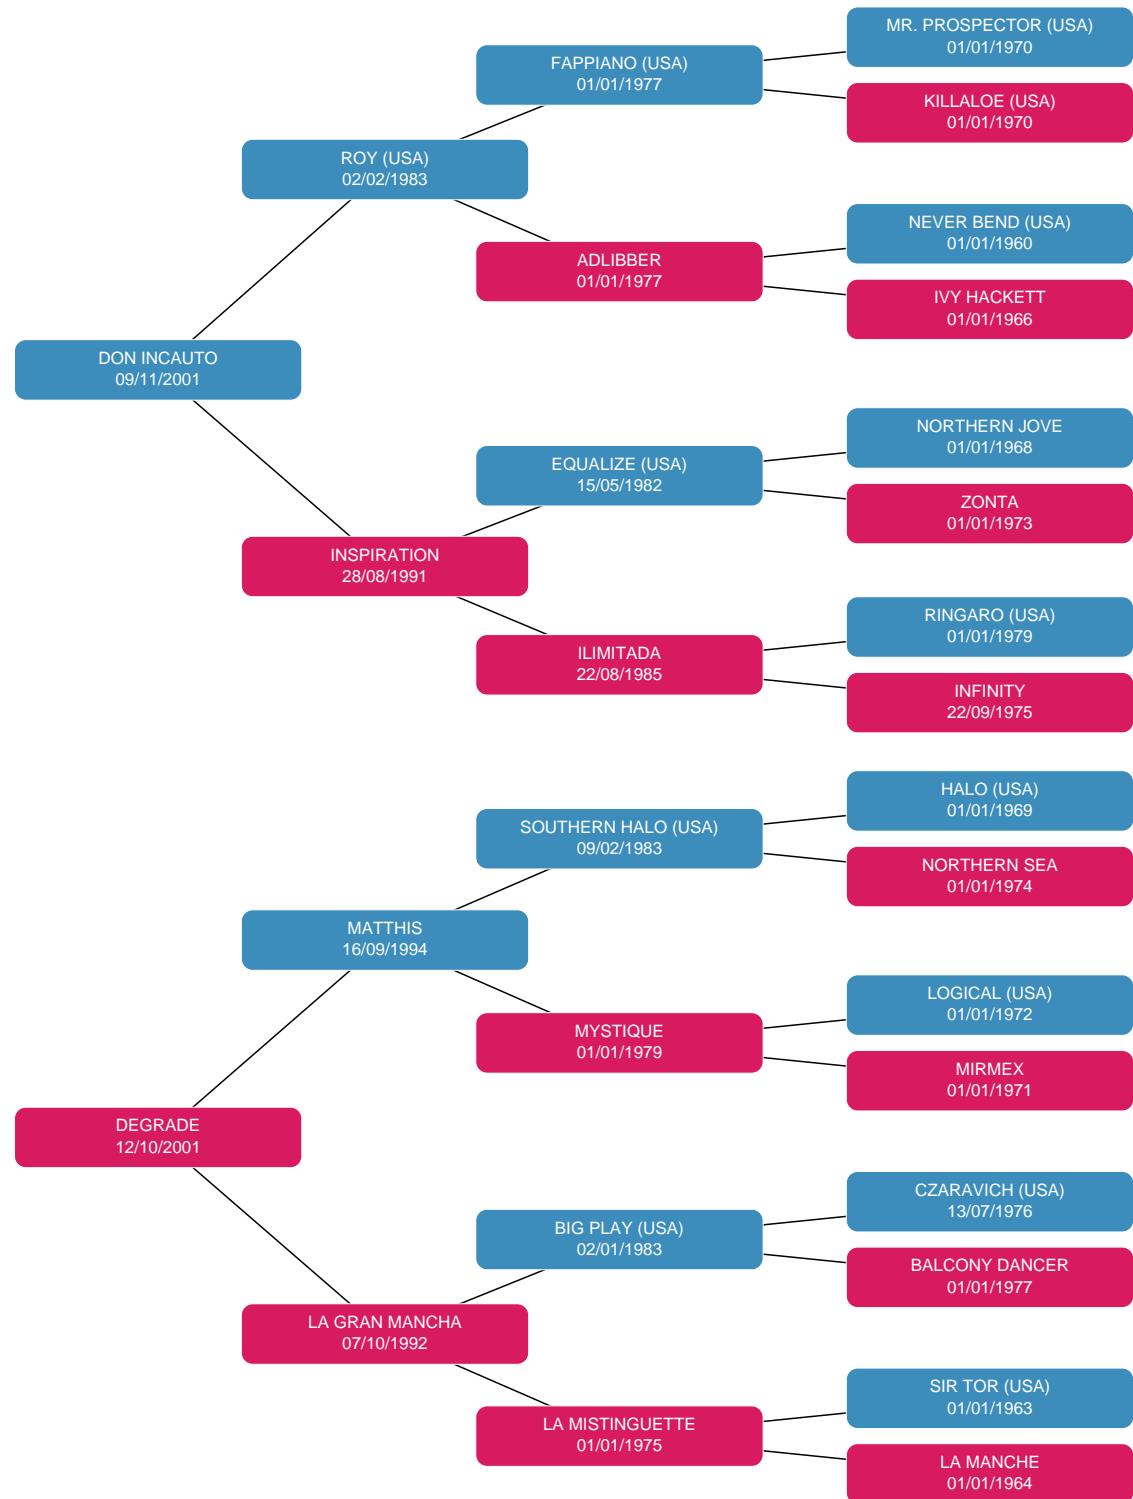 MR. PROSPECTOR (USA)
01/01/1970
FAPPIANO (USA)
01/01/1977
KILLALOE (USA)
01/01/1970
ROY (USA)
02/02/1983
NEVER BEND (USA)
01/01/1960
ADLIBBER
01/01/1977
IVY HACKETT
01/01/1966
DON INCAUTO
09/11/2001
NORTHERN JOVE
01/01/1968
EQUALIZE (USA)
15/05/1982
ZONTA
01/01/1973
INSPIRATION
28/08/1991
RINGARO (USA)
01/01/1979
ILIMITADA
22/08/1985
INFINITY
22/09/1975
HALO (USA)
01/01/1969
SOUTHERN HALO (USA)
09/02/1983
NORTHERN SEA
01/01/1974
MATTHIS
16/09/1994
LOGICAL (USA)
01/01/1972
MYSTIQUE
01/01/1979
MIRMEX
01/01/1971
DEGRADE
12/10/2001
CZARAVICH (USA)
13/07/1976
BIG PLAY (USA)
02/01/1983
BALCONY DANCER
01/01/1977
LA GRAN MANCHA
07/10/1992
SIR TOR (USA)
01/01/1963
LA MISTINGUETTE
01/01/1975
LA MANCHE
01/01/1964